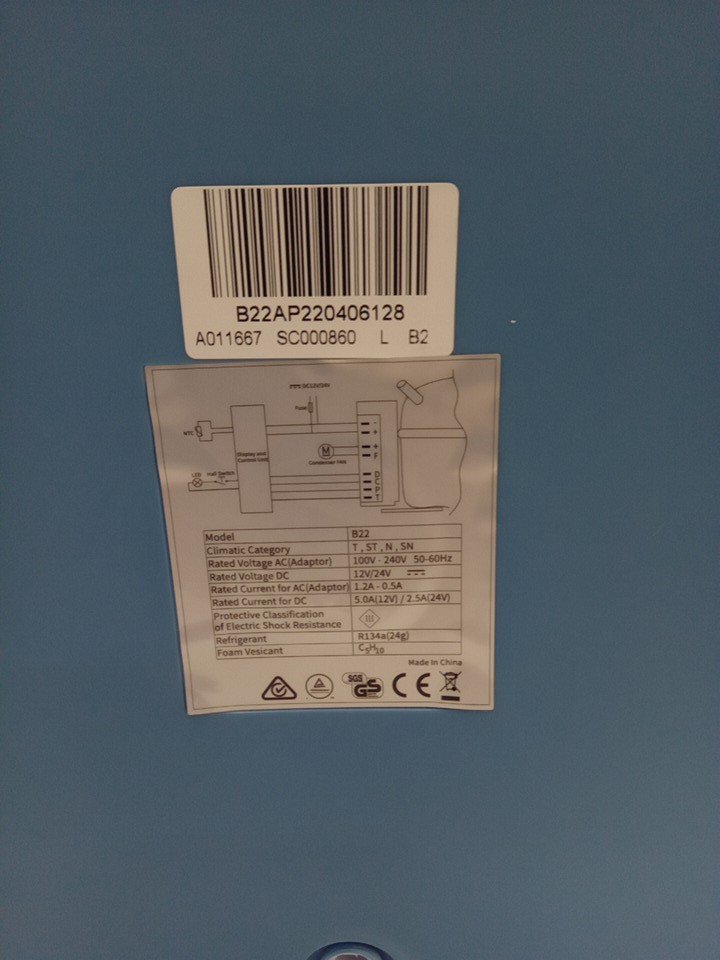 B22AP220406128
A011667 SC000860 L B2
DC12V/24V
Fuse
NTC
Display and
Control Unit
M
Condenser FAN
LED Hall Switch
-
+
+
F
D
C
P
T
Model B22
Climatic Category T , ST , N , SN
Rated Voltage AC(Adaptor) 100V - 240V 50-60Hz
Rated Voltage DC 12V/24V
Rated Current for AC(Adaptor) 1.2A - 0.5A
Rated Current for DC 5.0A(12V) / 2.5A(24V)
Protective Classification
of Electric Shock Resistance III
Refrigerant R134a(24g)
Foam Vesicant C₅H₁₀
Made In China
SGS
GS
CE